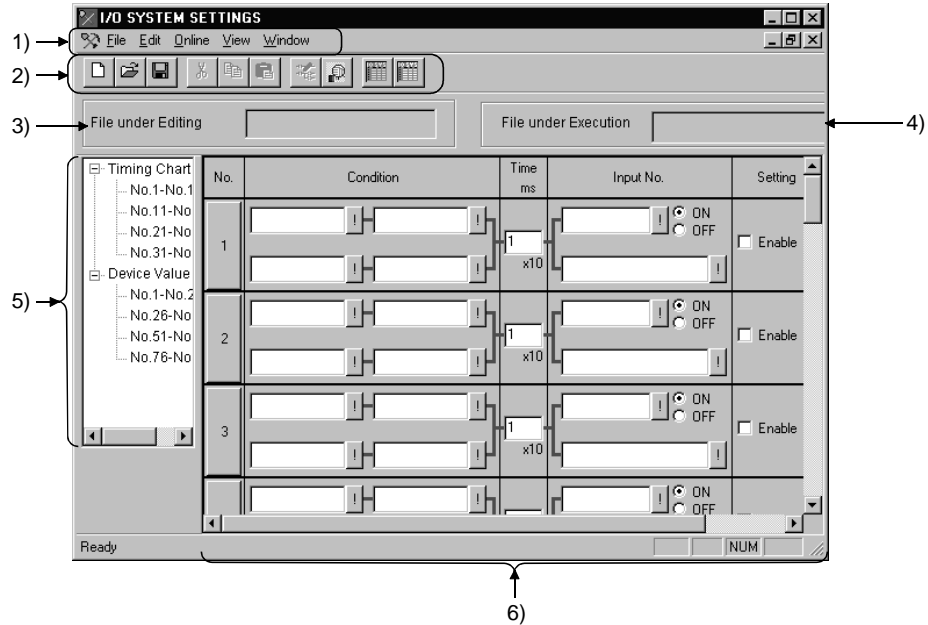 I/O SYSTEM SETTINGS
1) File Edit Online View Window
2)
3) File under Editing File under Execution 4)
5)
Timing Chart
No.1-No.1
No.11-No
No.21-No
No.31-No
Device Value
No.1-No.2
No.26-No
No.51-No
No.76-No
No. Condition Time ms Input No. Setting
1 ! ! 1 x10 ! ON OFF ! ! ! Enable
2 ! ! 1 x10 ! ON OFF ! ! ! Enable
3 ! ! 1 x10 ! ON OFF ! ! ! Enable
! ! ! ON OFF
Ready NUM
6)